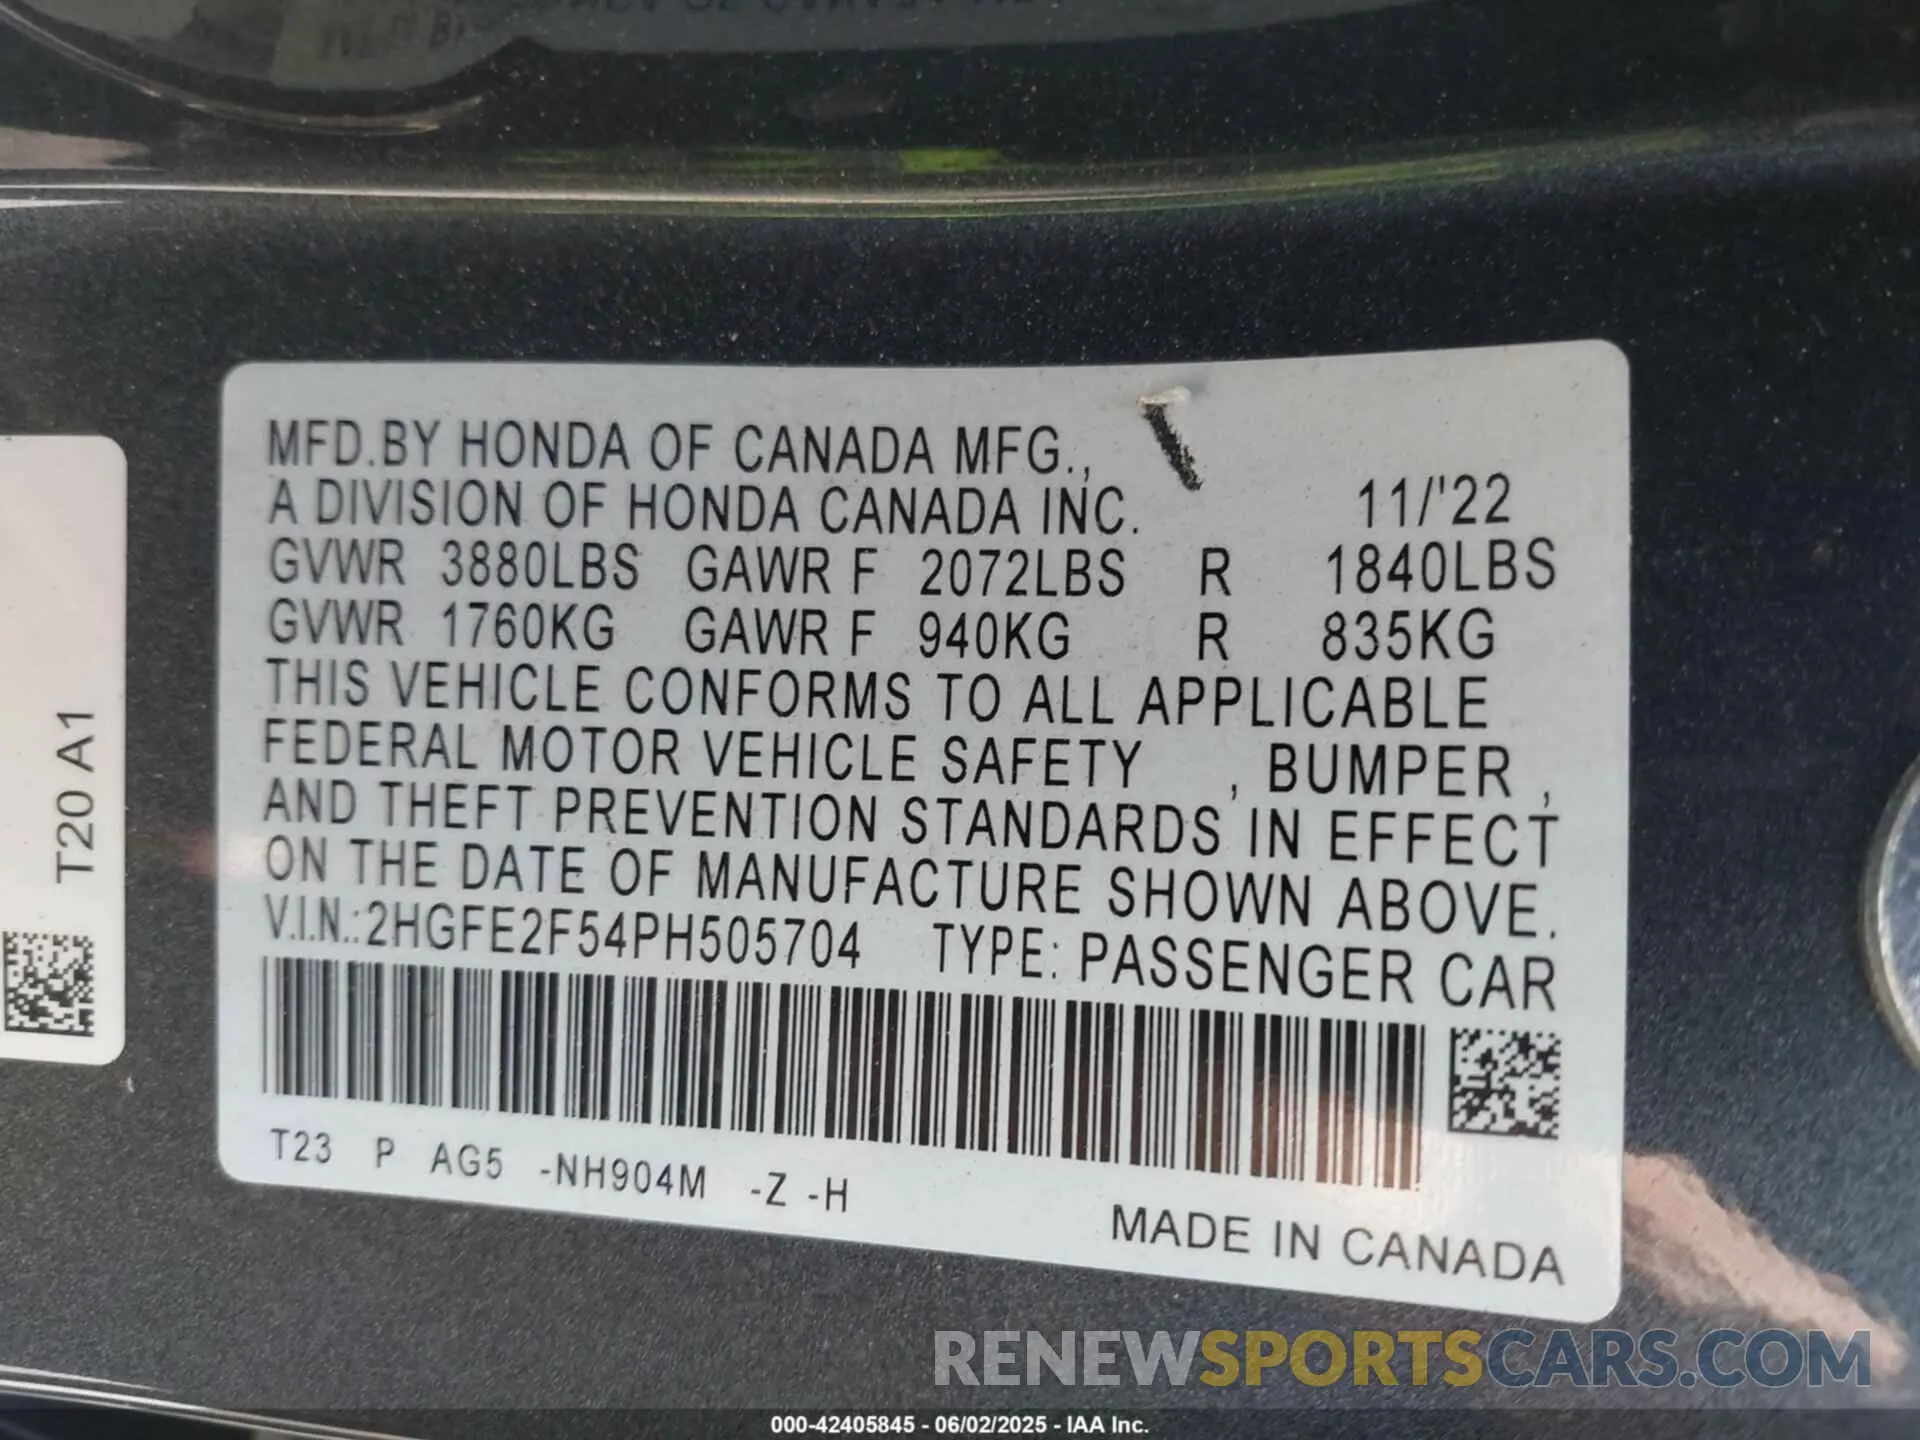 MFD.BY HONDA OF CANADA MFG.,
A DIVISION OF HONDA CANADA INC. 11/'22
GVWR 3880LBS GAWR F 2072LBS R 1840LBS
GVWR 1760KG GAWR F 940KG R 835KG
THIS VEHICLE CONFORMS TO ALL APPLICABLE
FEDERAL MOTOR VEHICLE SAFETY , BUMPER ,
AND THEFT PREVENTION STANDARDS IN EFFECT
ON THE DATE OF MANUFACTURE SHOWN ABOVE.
V.I.N.:2HGFE2F54PH505704 TYPE: PASSENGER CAR
T23 P AG5 -NH904M -Z -H
MADE IN CANADA
T20 A1
RENEWSPORTSCARS.COM
000-42405845 - 06/02/2025 - IAA Inc.